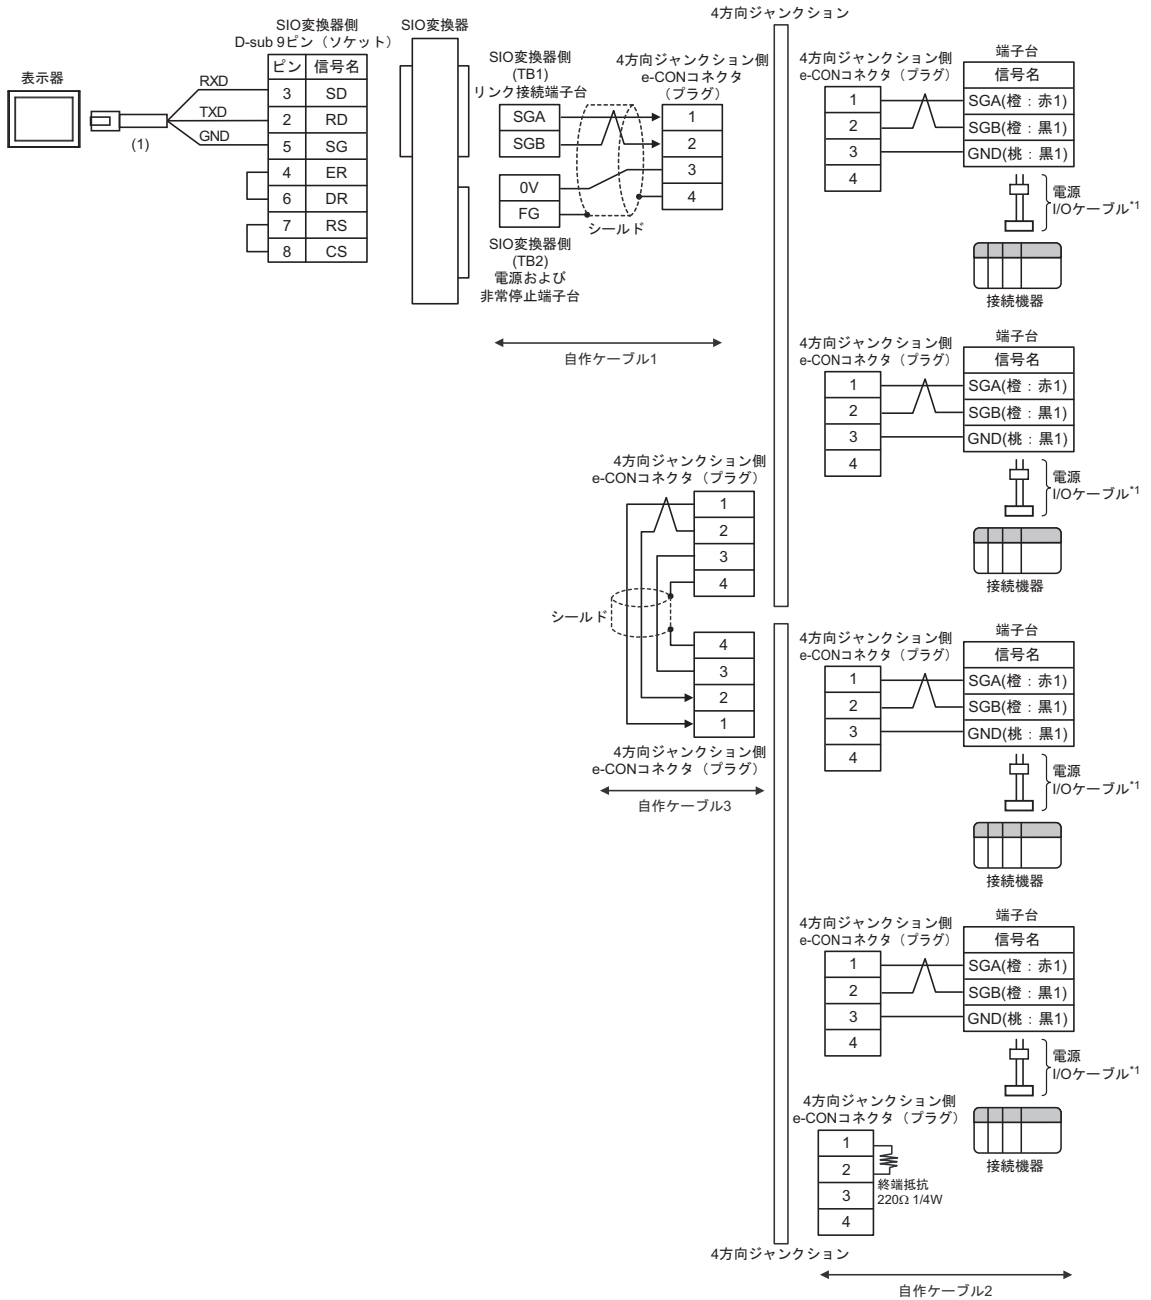 4方向ジャンクション
SIO変換器側
D-sub 9ピン（ソケット）
ピン 信号名
3 SD
2 RD
5 SG
4 ER
6 DR
7 RS
8 CS
表示器
RXD
TXD
GND
(1)
SIO変換器
SIO変換器側
(TB1)
リンク接続端子台
SGA
SGB
0V
FG
SIO変換器側
(TB2)
電源および
非常停止端子台
シールド
4方向ジャンクション側
e-CONコネクタ
（プラグ）
1
2
3
4
自作ケーブル1
4方向ジャンクション側
e-CONコネクタ（プラグ）
1
2
3
4
端子台
信号名
SGA(橙：赤1)
SGB(橙：黒1)
GND(桃：黒1)
電源
I/Oケーブル*1
接続機器
4方向ジャンクション側
e-CONコネクタ（プラグ）
1
2
3
4
端子台
信号名
SGA(橙：赤1)
SGB(橙：黒1)
GND(桃：黒1)
電源
I/Oケーブル*1
接続機器
4方向ジャンクション側
e-CONコネクタ（プラグ）
1
2
3
4
シールド
4
3
2
1
4方向ジャンクション側
e-CONコネクタ（プラグ）
自作ケーブル3
4方向ジャンクション側
e-CONコネクタ（プラグ）
1
2
3
4
端子台
信号名
SGA(橙：赤1)
SGB(橙：黒1)
GND(桃：黒1)
電源
I/Oケーブル*1
接続機器
4方向ジャンクション側
e-CONコネクタ（プラグ）
1
2
3
4
端子台
信号名
SGA(橙：赤1)
SGB(橙：黒1)
GND(桃：黒1)
電源
I/Oケーブル*1
接続機器
4方向ジャンクション側
e-CONコネクタ（プラグ）
1
2
3
4
終端抵抗
220Ω 1/4W
4方向ジャンクション
自作ケーブル2